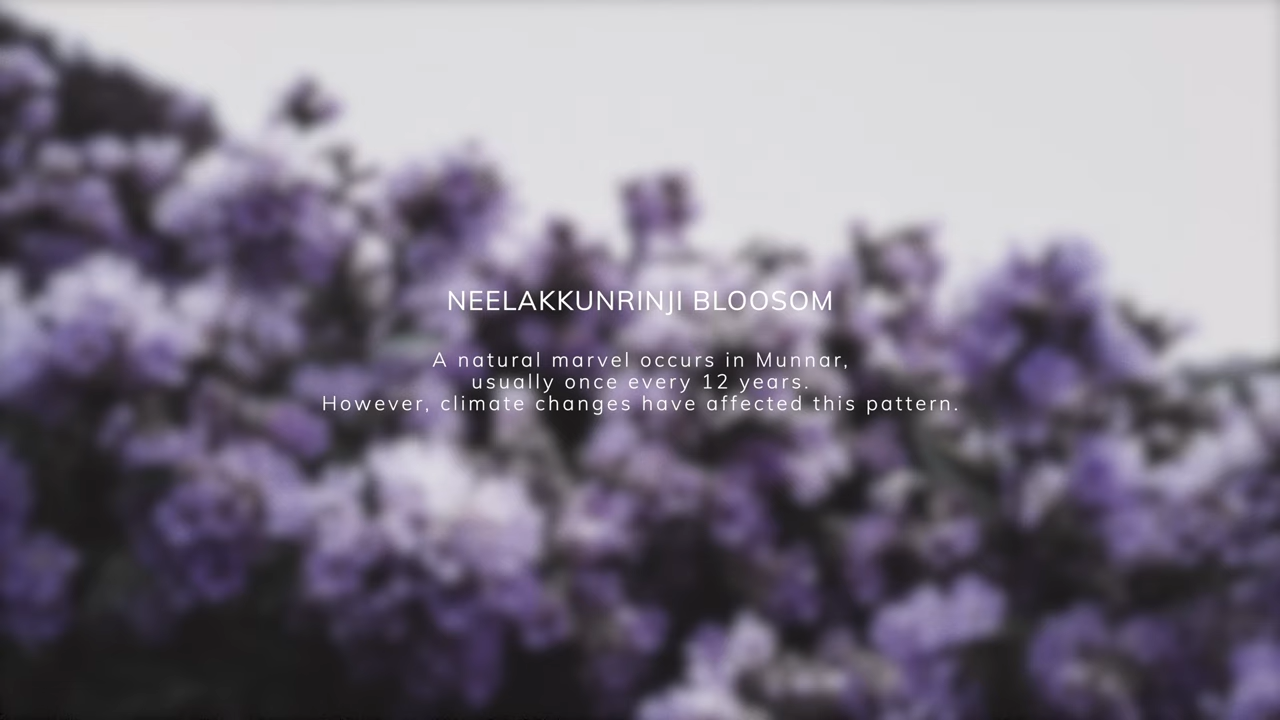 NEELAKKUNRINJI BLOOSOM
A natural marvel occurs in Munnar,
usually once every 12 years.
However, climate changes have affected this pattern.